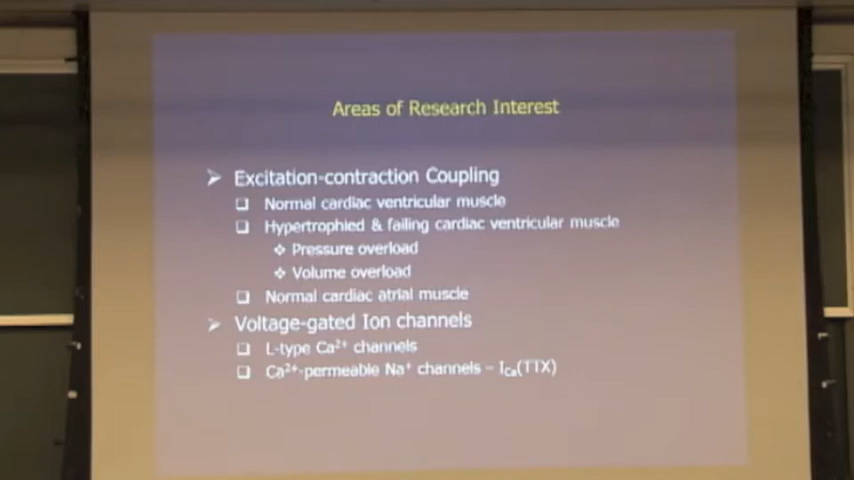 Areas of Research Interest
➢ Excitation-contraction Coupling
❑ Normal cardiac ventricular muscle
❑ Hypertrophied & failing cardiac ventricular muscle
❖ Pressure overload
❖ Volume overload
❑ Normal cardiac atrial muscle
➢ Voltage-gated Ion channels
❑ L-type Ca²⁺ channels
❑ Ca²⁺-permeable Na⁺ channels – I_Ca(TTX)